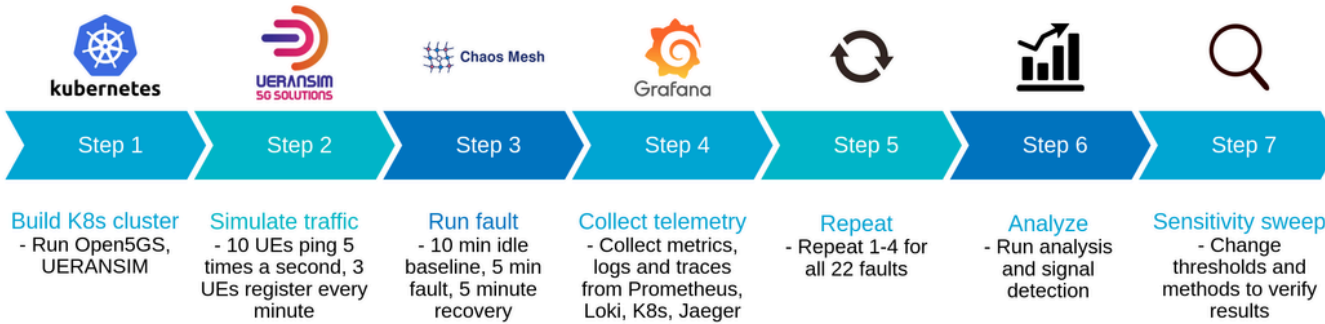 kubernetes
UERANSIM
5G SOLUTIONS
Chaos Mesh
Grafana
Step 1
Step 2
Step 3
Step 4
Step 5
Step 6
Step 7
Build K8s cluster
- Run Open5GS,
UERANSIM
Simulate traffic
- 10 UEs ping 5
times a second, 3
UEs register every
minute
Run fault
- 10 min idle
baseline, 5 min
fault, 5 minute
recovery
Collect telemetry
- Collect metrics,
logs and traces
from Prometheus,
Loki, K8s, Jaeger
Repeat
- Repeat 1-4 for
all 22 faults
Analyze
- Run analysis
and signal
detection
Sensitivity sweep
- Change
thresholds and
methods to verify
results